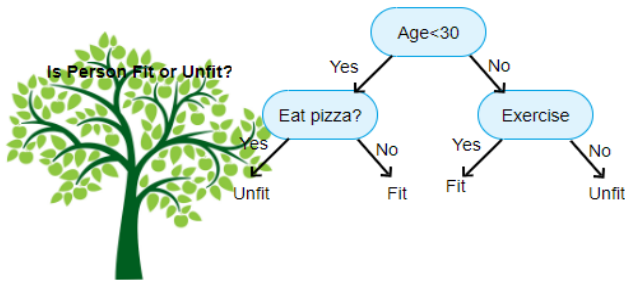 Age<30
Is Person Fit or Unfit?
Yes
No
Eat pizza?
Exercise
Yes
No
Yes
No
Unfit
Fit
Fit
Unfit